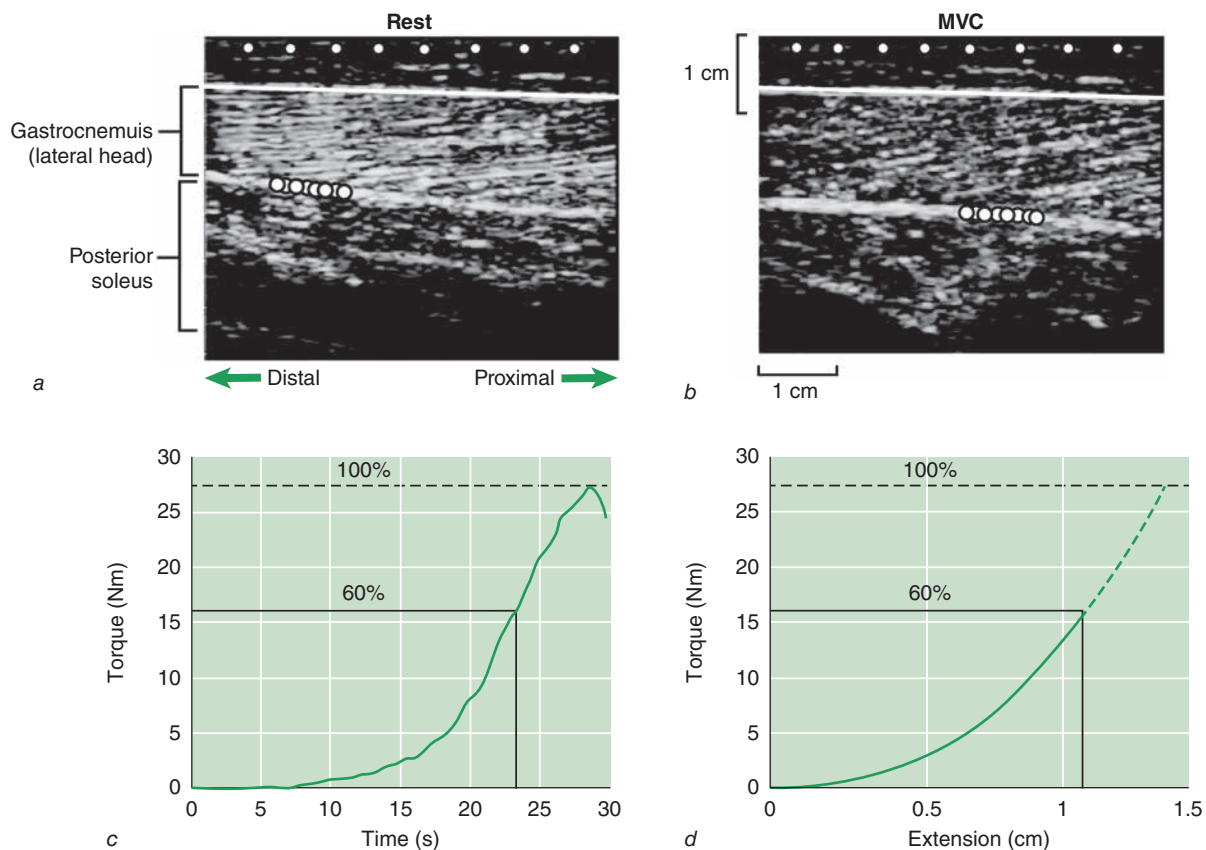 Rest
MVC
1 cm
Gastrocnemuis
(lateral head)
Posterior
soleus
a
Distal
Proximal
b
1 cm
30
25
20
15
10
5
0
Torque (Nm)
100%
60%
0
5
10
15
20
25
30
c
Time (s)
30
25
20
15
10
5
0
Torque (Nm)
100%
60%
0
0.5
1
1.5
d
Extension (cm)